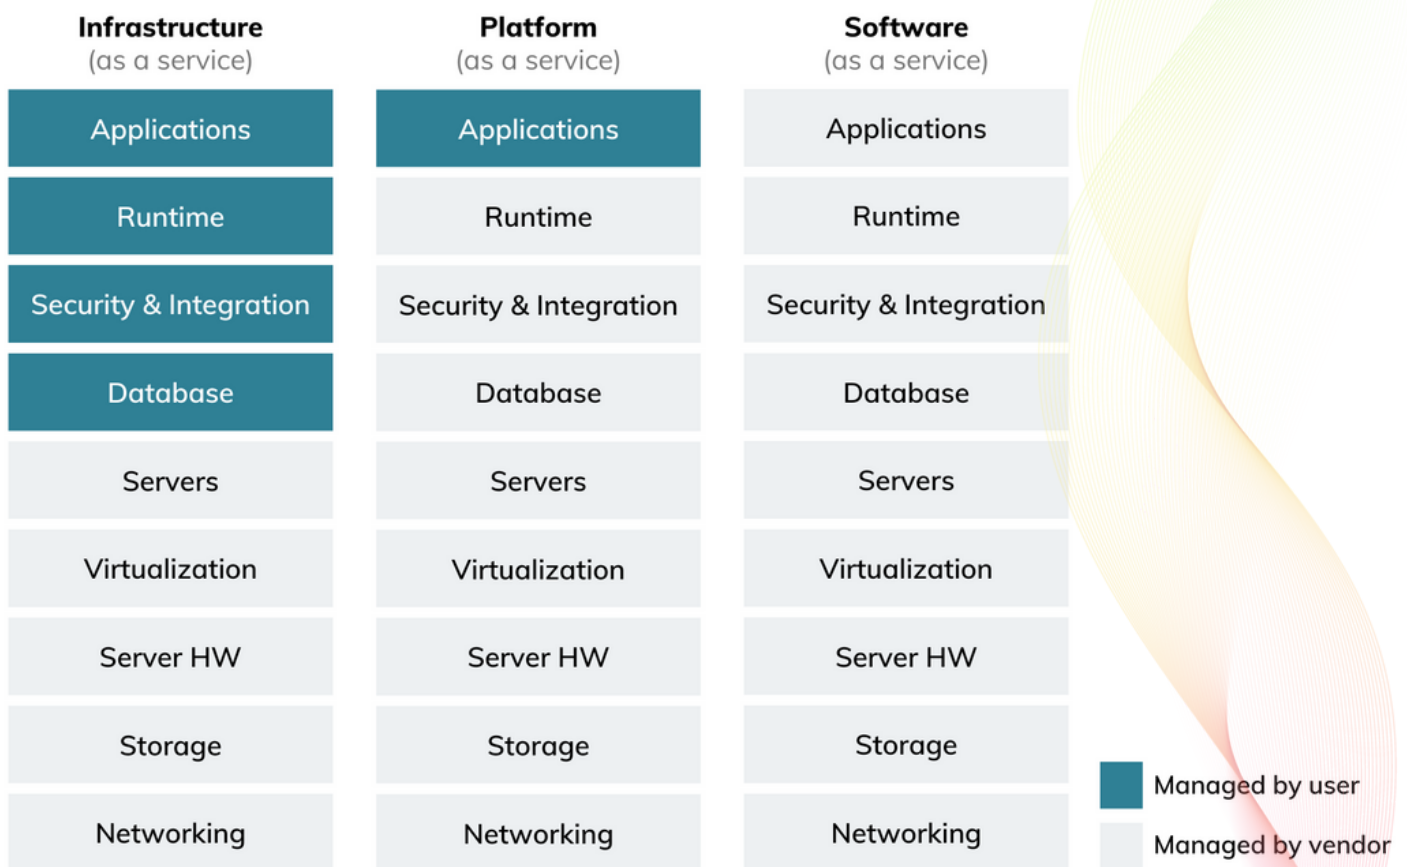 Infrastructure
(as a service)
Applications
Runtime
Security & Integration
Database
Servers
Virtualization
Server HW
Storage
Networking
Platform
(as a service)
Applications
Runtime
Security & Integration
Database
Servers
Virtualization
Server HW
Storage
Networking
Software
(as a service)
Applications
Runtime
Security & Integration
Database
Servers
Virtualization
Server HW
Storage
Networking
Managed by user
Managed by vendor